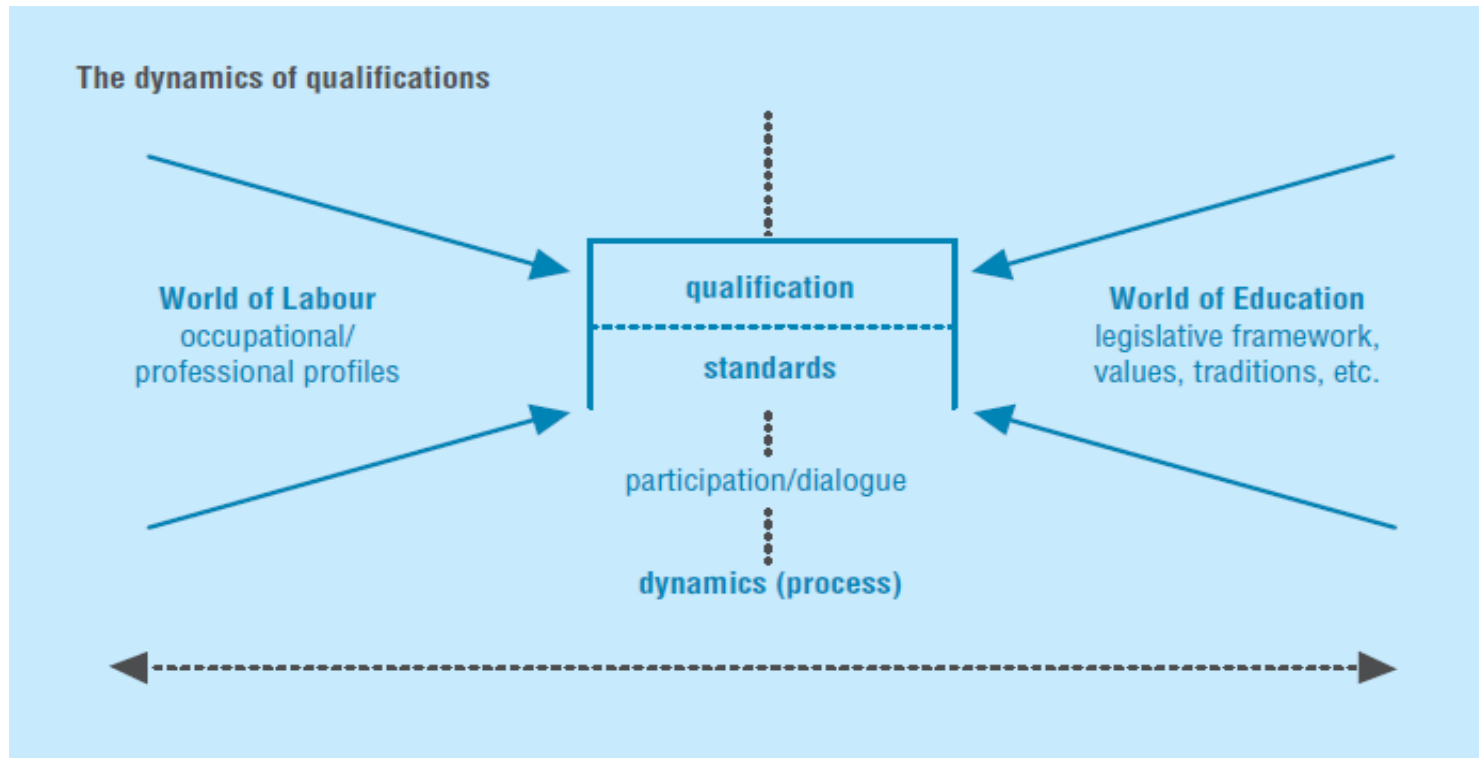 The dynamics of qualifications
qualification
standards
World of Labour
occupational/
professional profiles
World of Education
legislative framework,
values, traditions, etc.
participation/dialogue
dynamics (process)